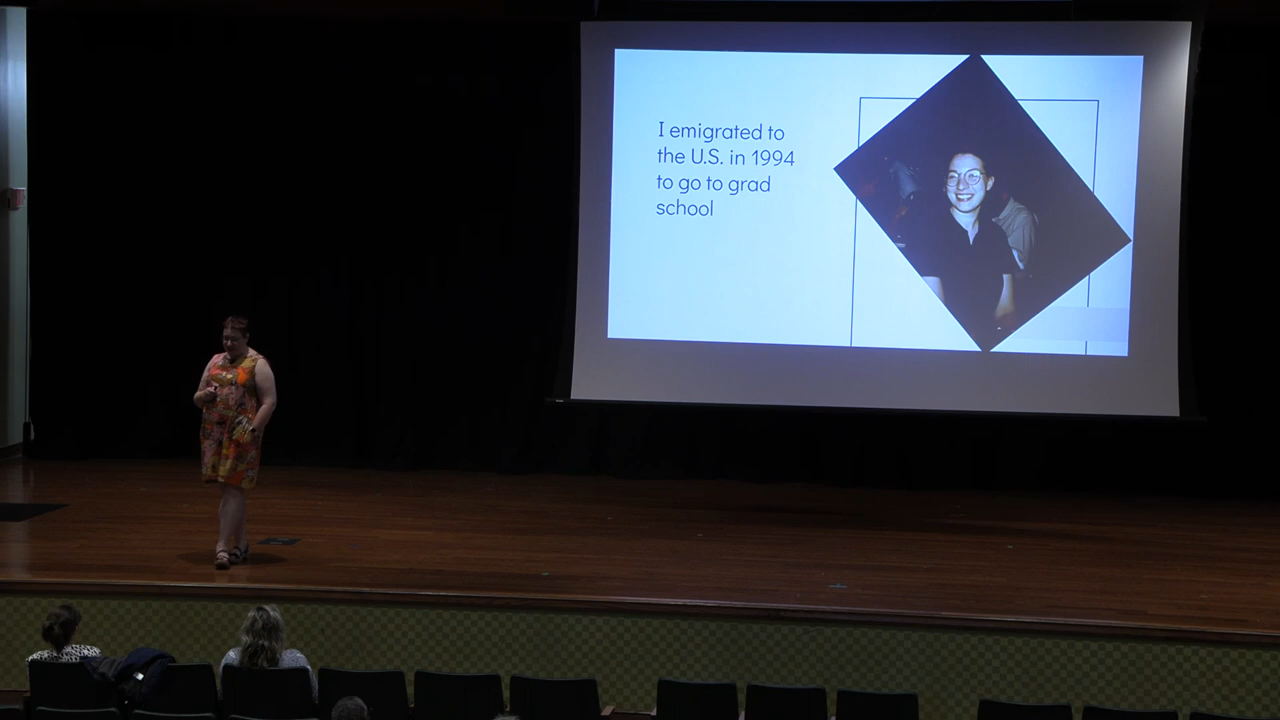 I emigrated to
the U.S. in 1994
to go to grad
school